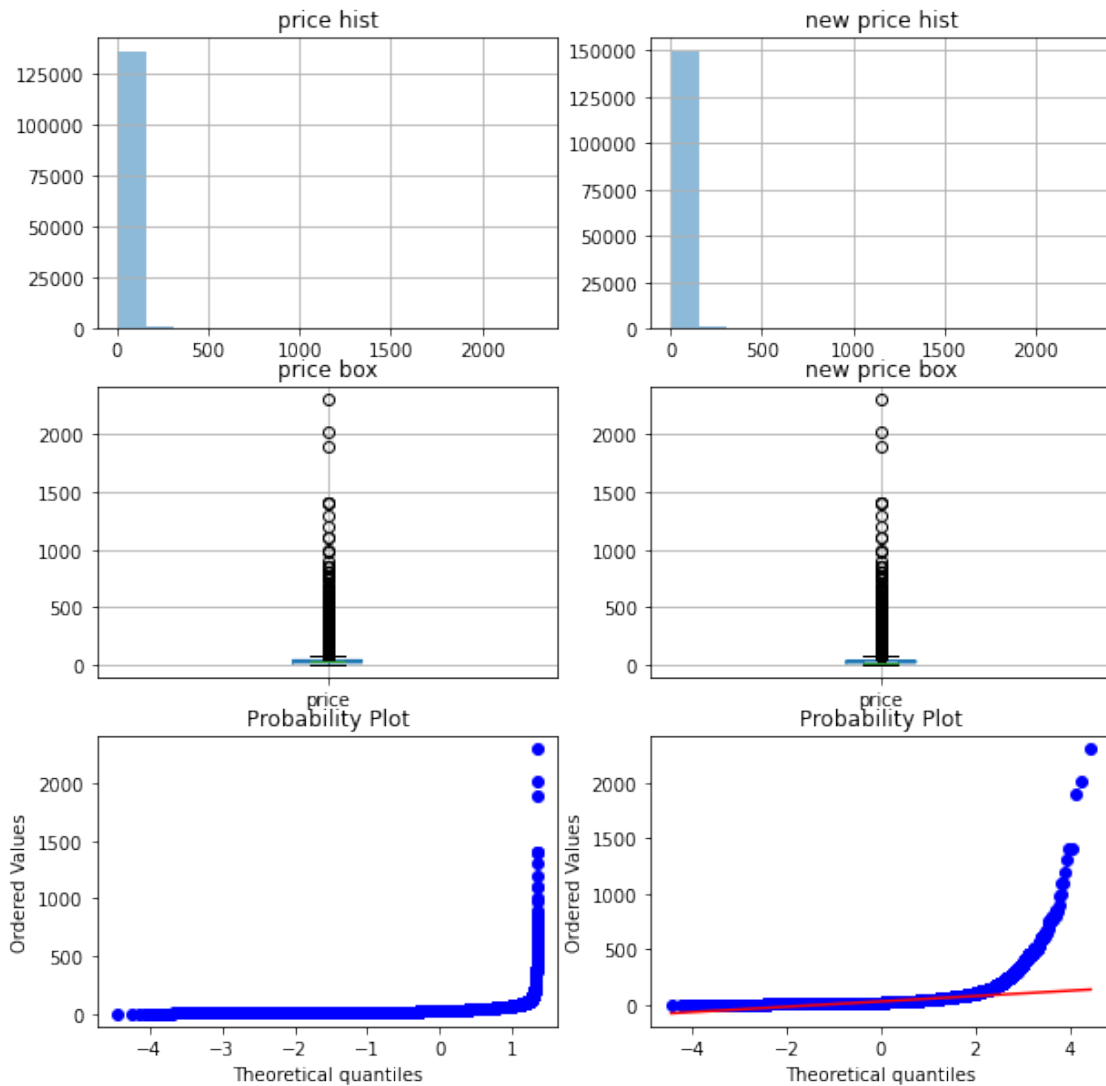 price hist
125000
100000
75000
50000
25000
0
0 500 1000 1500 2000
new price hist
150000
125000
100000
75000
50000
25000
0
0 500 1000 1500 2000
price box
2000
1500
1000
500
0
price
new price box
2000
1500
1000
500
0
price
Probability Plot
Ordered Values
2000
1500
1000
500
0
−4 −3 −2 −1 0 1
Theoretical quantiles
Probability Plot
Ordered Values
2000
1500
1000
500
0
−4 −2 0 2 4
Theoretical quantiles